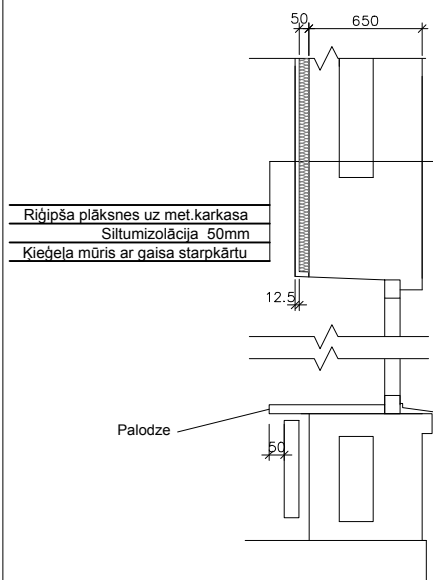 50 650
Riģipša plāksnes uz met.karkasa
Siltumizolācija 50mm
Ķieģeļa mūris ar gaisa starpkārtu
12.5
Palodze
50